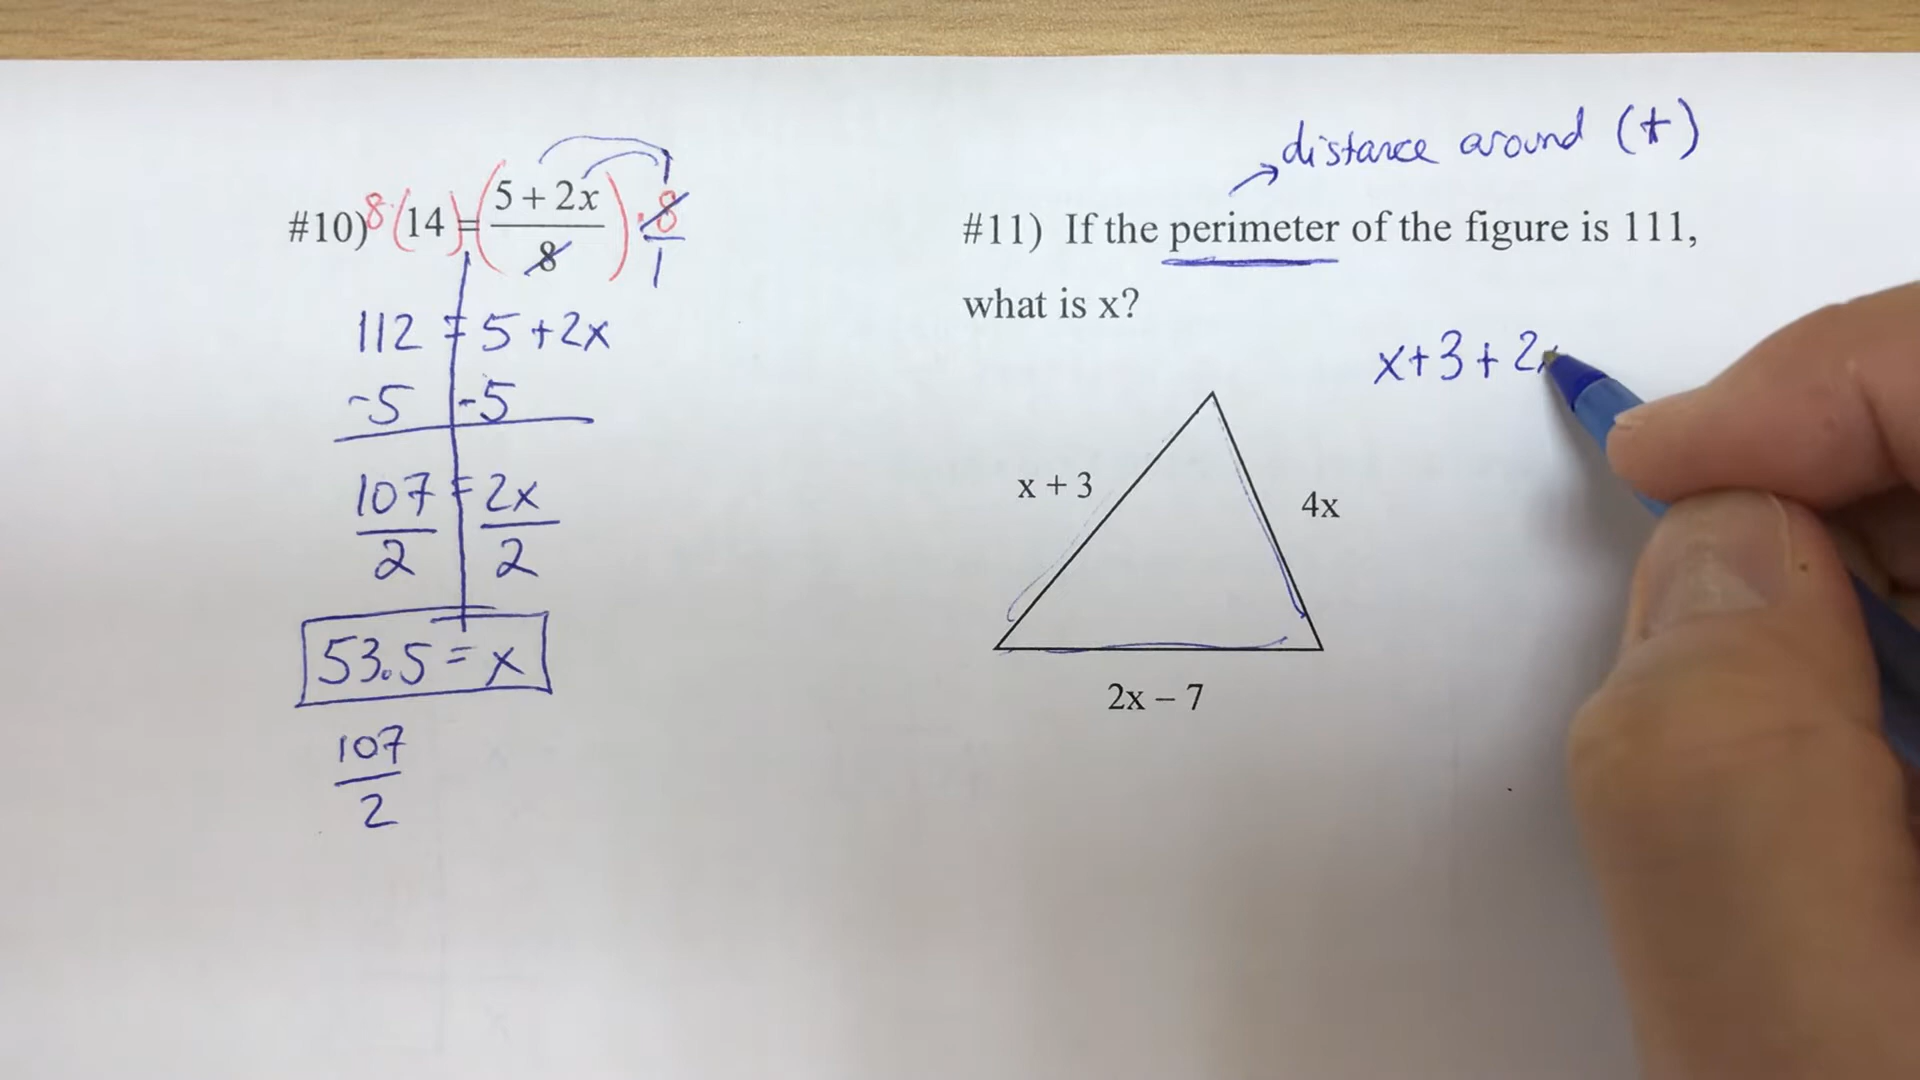 #10) 8·(14) = (5 + 2x / 8) · 8/1
112 = 5 + 2x
-5 -5
107/2 = 2x/2
53.5 = x
107/2
distance around (+)
#11) If the perimeter of the figure is 111,
what is x?
x+3+2x
x + 3
4x
2x – 7